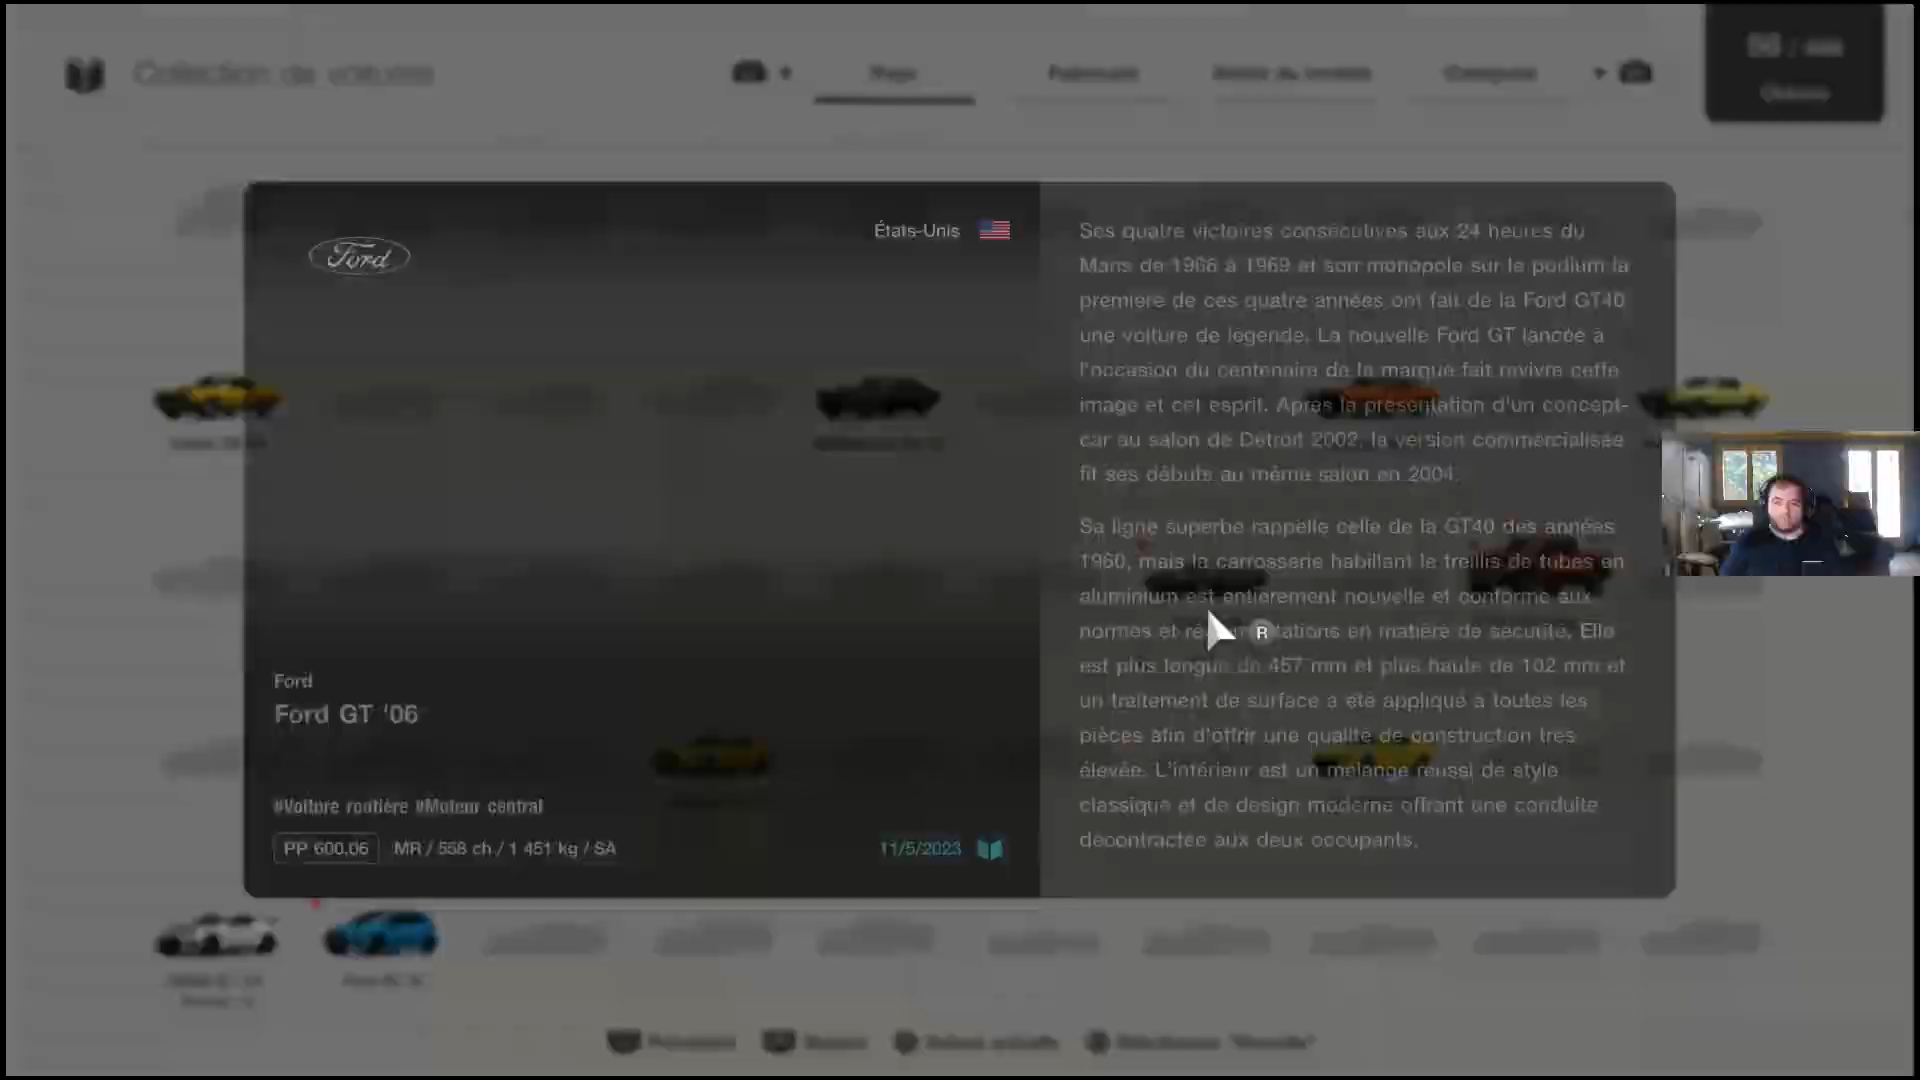 Collection de voitures
Pays
États-Unis
Ford
Ford
Ford GT '06
#Voiture routière #Moteur central
PP 600.06
MR / 558 ch / 1 451 kg / SA
11/5/2023
Ses quatre victoires consécutives aux 24 heures du
Mans de 1966 à 1969 et son monopole sur le podium la
première de ces quatre années ont fait de la Ford GT40
une voiture de légende. La nouvelle Ford GT lancée à
l'occasion du centenaire de la marque fait revivre cette
image et cet esprit. Après la présentation d'un concept-
car au salon de Détroit 2002, la version commercialisée
fit ses débuts au même salon en 2004.
Sa ligne superbe rappelle celle de la GT40 des années
1960, mais la carrosserie habillant le treillis de tubes en
aluminium est entièrement nouvelle et conforme aux
normes et en matière de sécurité. Elle
est plus longue de 457 mm et plus haute de 102 mm et
un traitement de surface a été appliqué à toutes les
pièces afin d'offrir une qualité de construction très
élevée. L'intérieur est un mélange réussi de style
classique et de design moderne offrant une conduite
décontractée aux deux occupants.
R